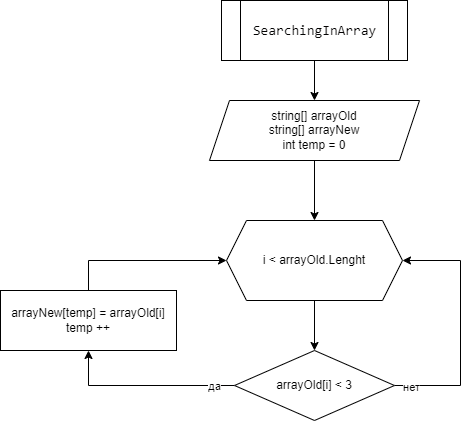 SearchingInArray
string[] arrayOld
string[] arrayNew
int temp = 0
i < arrayOld.Lenght
arrayNew[temp] = arrayOld[i]
temp ++
да
arrayOld[i] < 3
нет